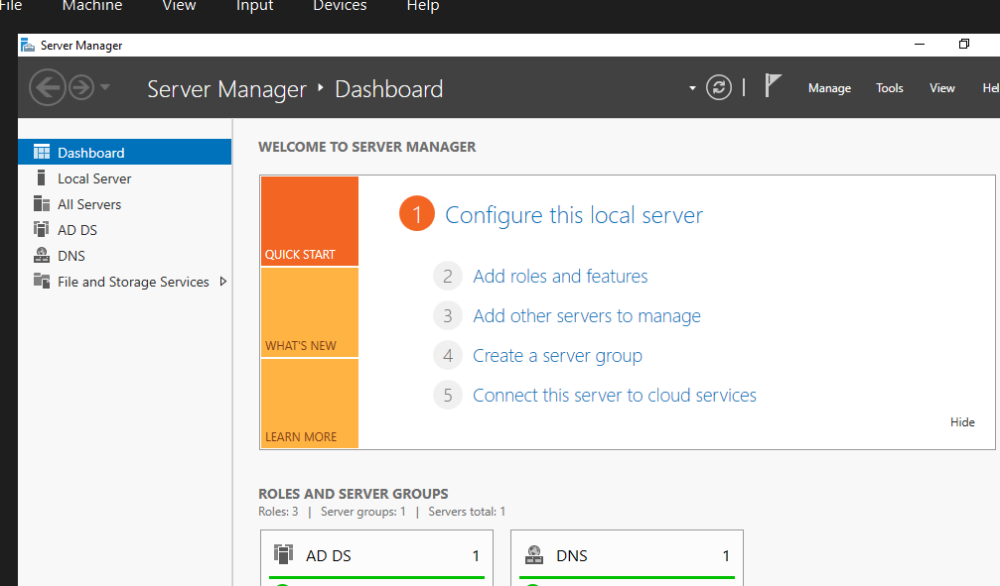 File Machine View Input Devices Help
Server Manager
Server Manager Dashboard
Manage Tools View
Dashboard
Local Server
All Servers
AD DS
DNS
File and Storage Services
WELCOME TO SERVER MANAGER
QUICK START
WHAT'S NEW
LEARN MORE
1 Configure this local server
2 Add roles and features
3 Add other servers to manage
4 Create a server group
5 Connect this server to cloud services
Hide
ROLES AND SERVER GROUPS
Roles: 3 | Server groups: 1 | Servers total: 1
AD DS 1
DNS 1